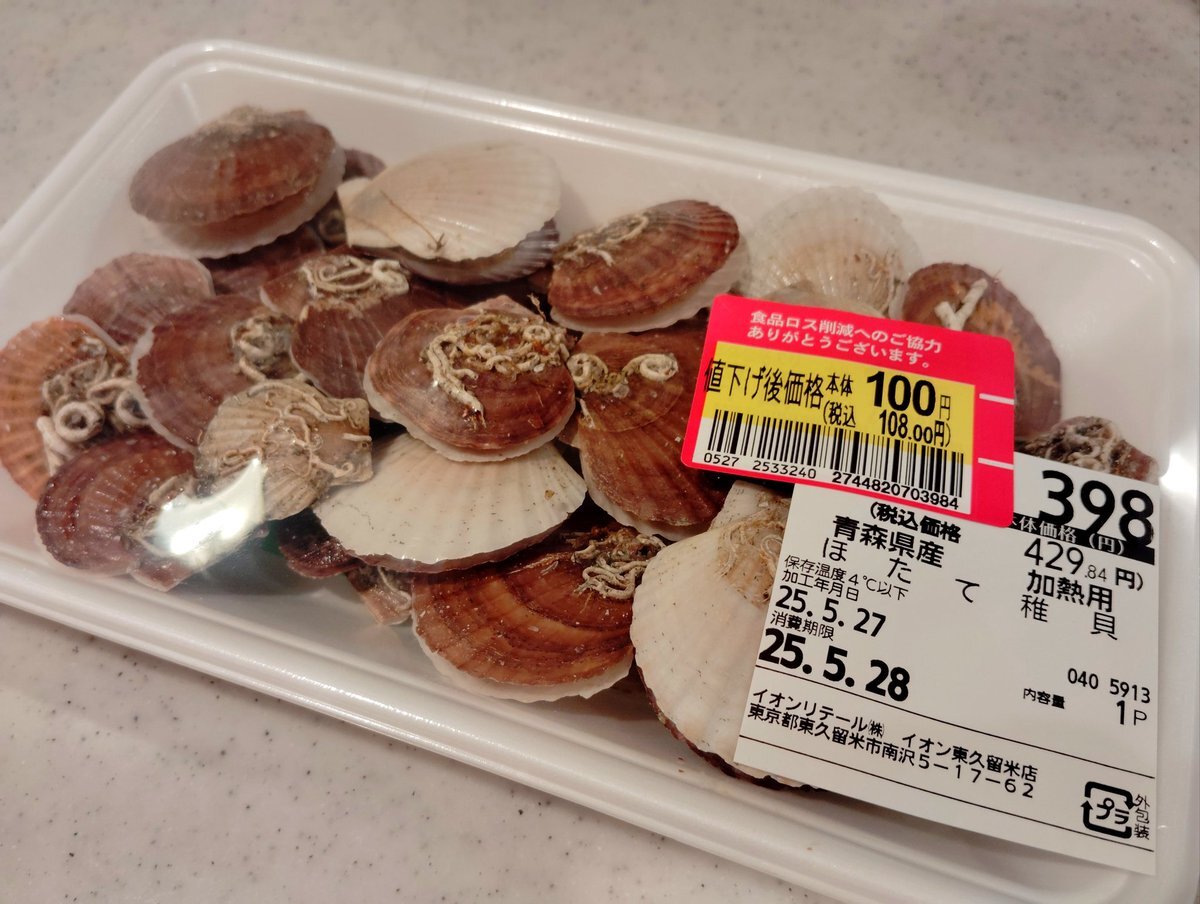 食品ロス削減へのご協力
ありがとうございます。
値下げ後価格 本体 100円
(税込 108.00円)
0527 2533240 2744820703984
398
本体価格(円)
(税込価格 429.84 円)
青森県産 加熱用
ほたて稚貝
保存温度4℃以下
加工年月日
25.5.27
消費期限
25.5.28
040 5913
内容量 1P
イオンリテール㈱ イオン東久留米店
東京都東久留米市南沢5-17-62
プラ
外包装